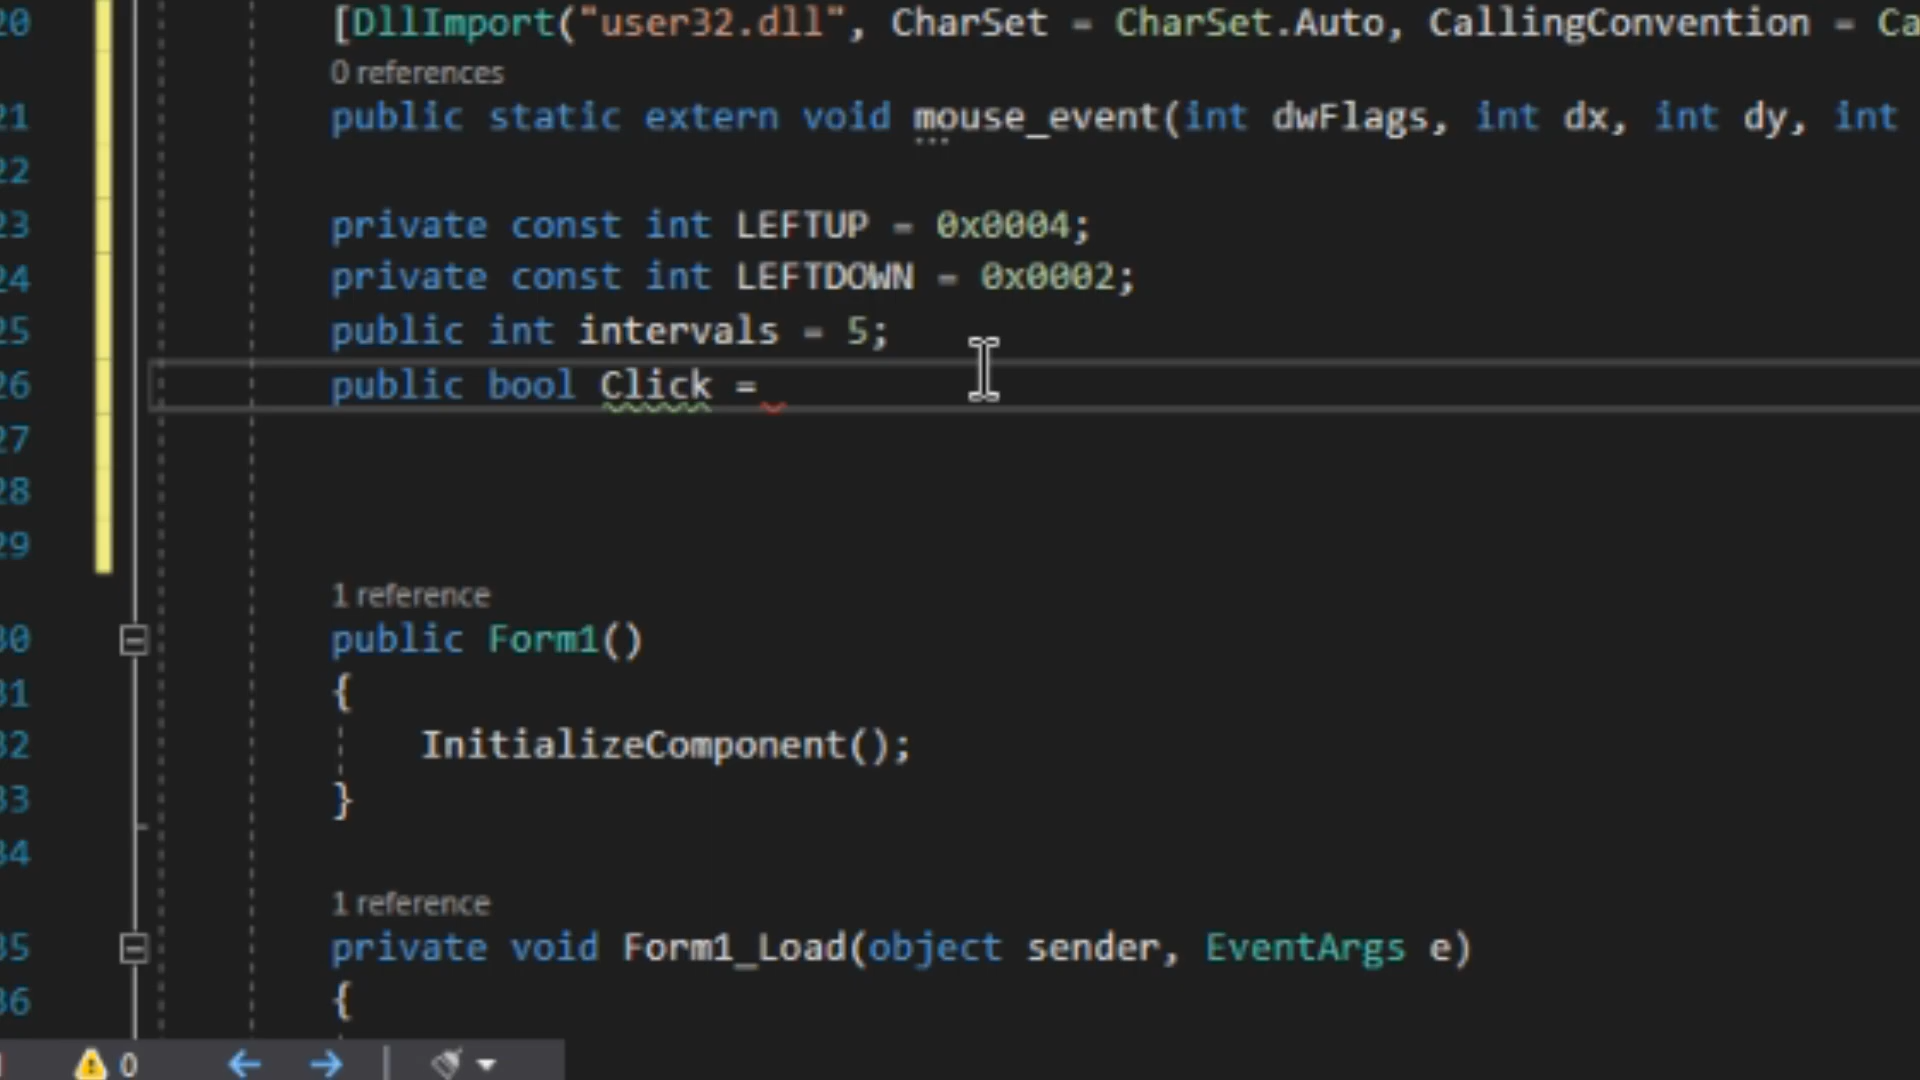 20 [DllImport("user32.dll", CharSet = CharSet.Auto, CallingConvention = Ca
0 references
21 public static extern void mouse_event(int dwFlags, int dx, int dy, int
22
23 private const int LEFTUP = 0x0004;
24 private const int LEFTDOWN = 0x0002;
25 public int intervals = 5;
26 public bool Click =
27
28
29
1 reference
30 public Form1()
31 {
32 InitializeComponent();
33 }
34
1 reference
35 private void Form1_Load(object sender, EventArgs e)
36 {
0